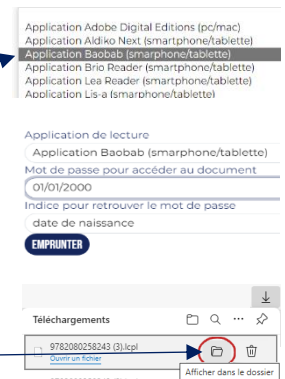 Application Adobe Digital Editions (pc/mac)
Application Aldiko Next (smartphone/tablette)
Application Baobab (smartphone/tablette)
Application Brio Reader (smartphone/tablette)
Application Lea Reader (smartphone/tablette)
Application Lis-a (smartphone/tablette)
Application de lecture
Application Baobab (smarphone/tablette)
Mot de passe pour accéder au document
01/01/2000
Indice pour retrouver le mot de passe
date de naissance
EMPRUNTER
Téléchargements
9782080258243 (3).lcpl
Ouvrir un fichier
Afficher dans le dossier